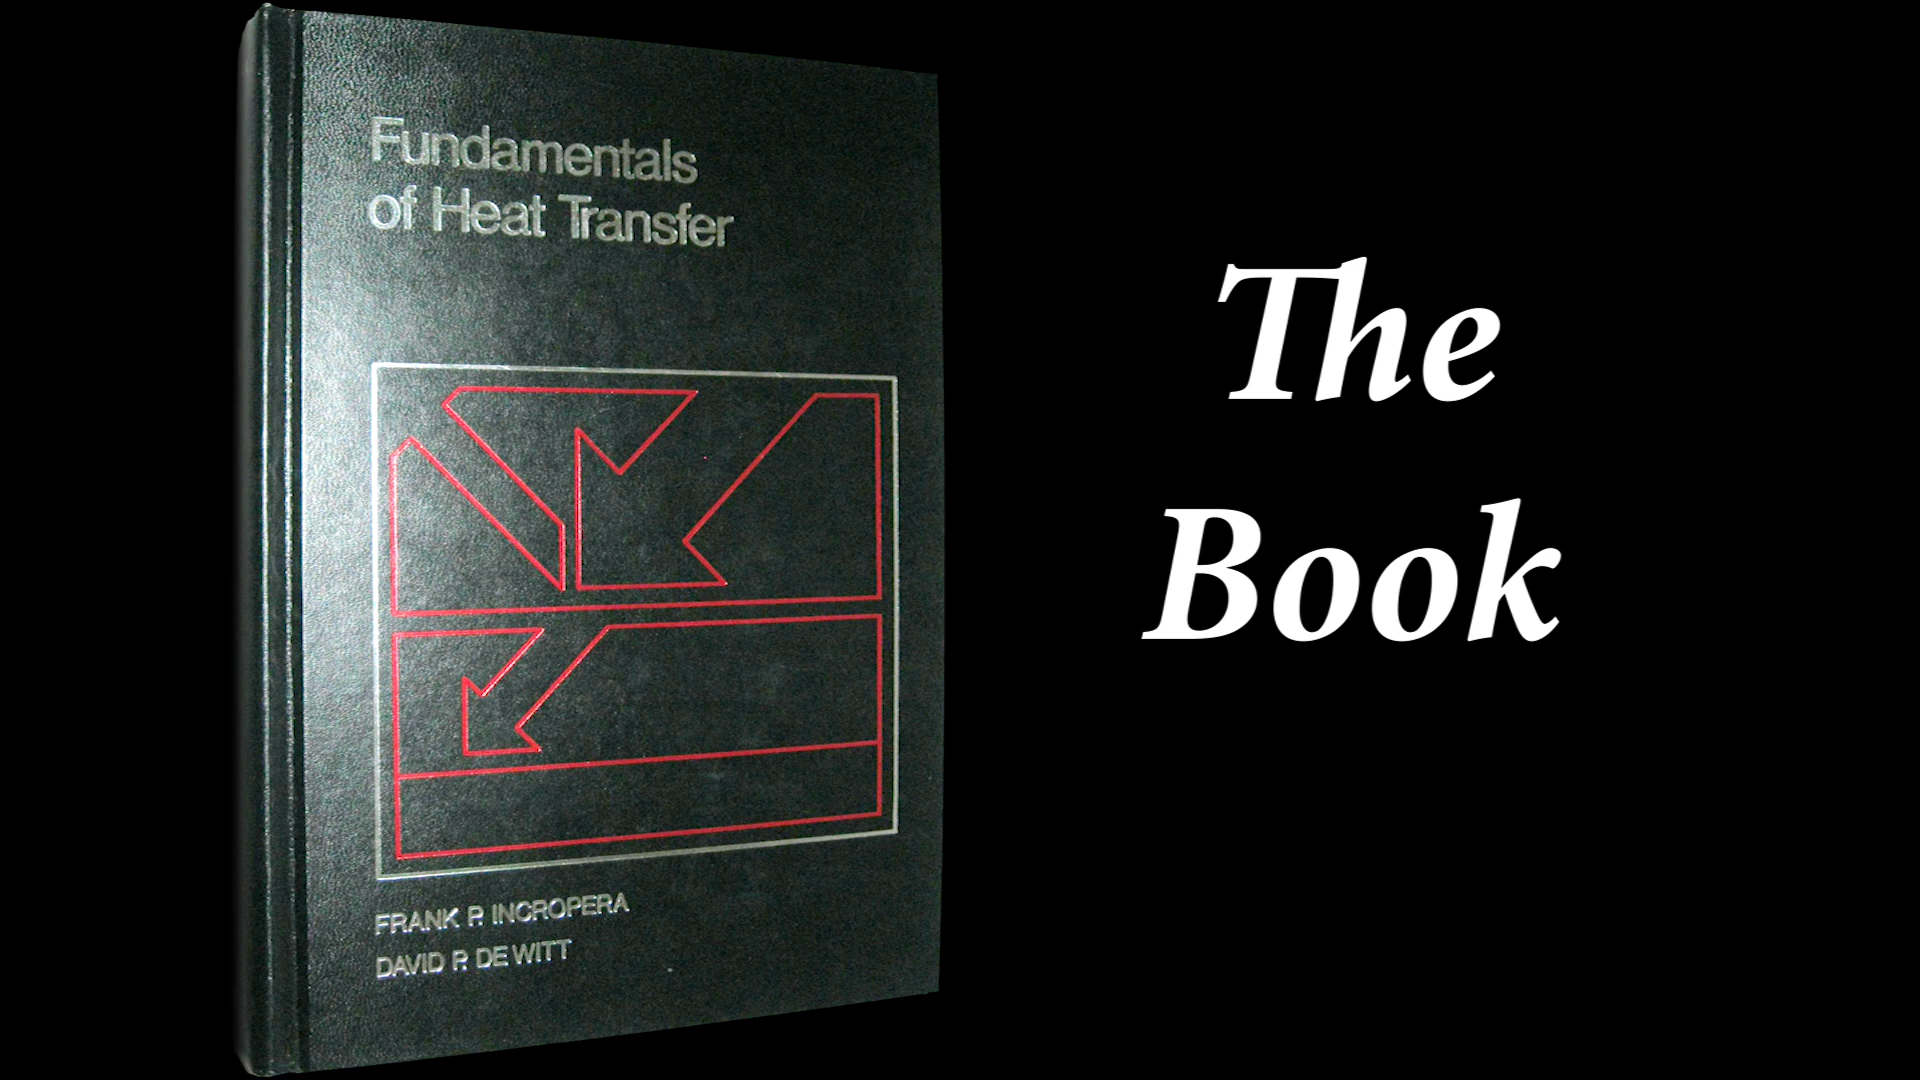 Fundamentals
of Heat Transfer
FRANK P. INCROPERA
DAVID P. DE WITT
The
Book